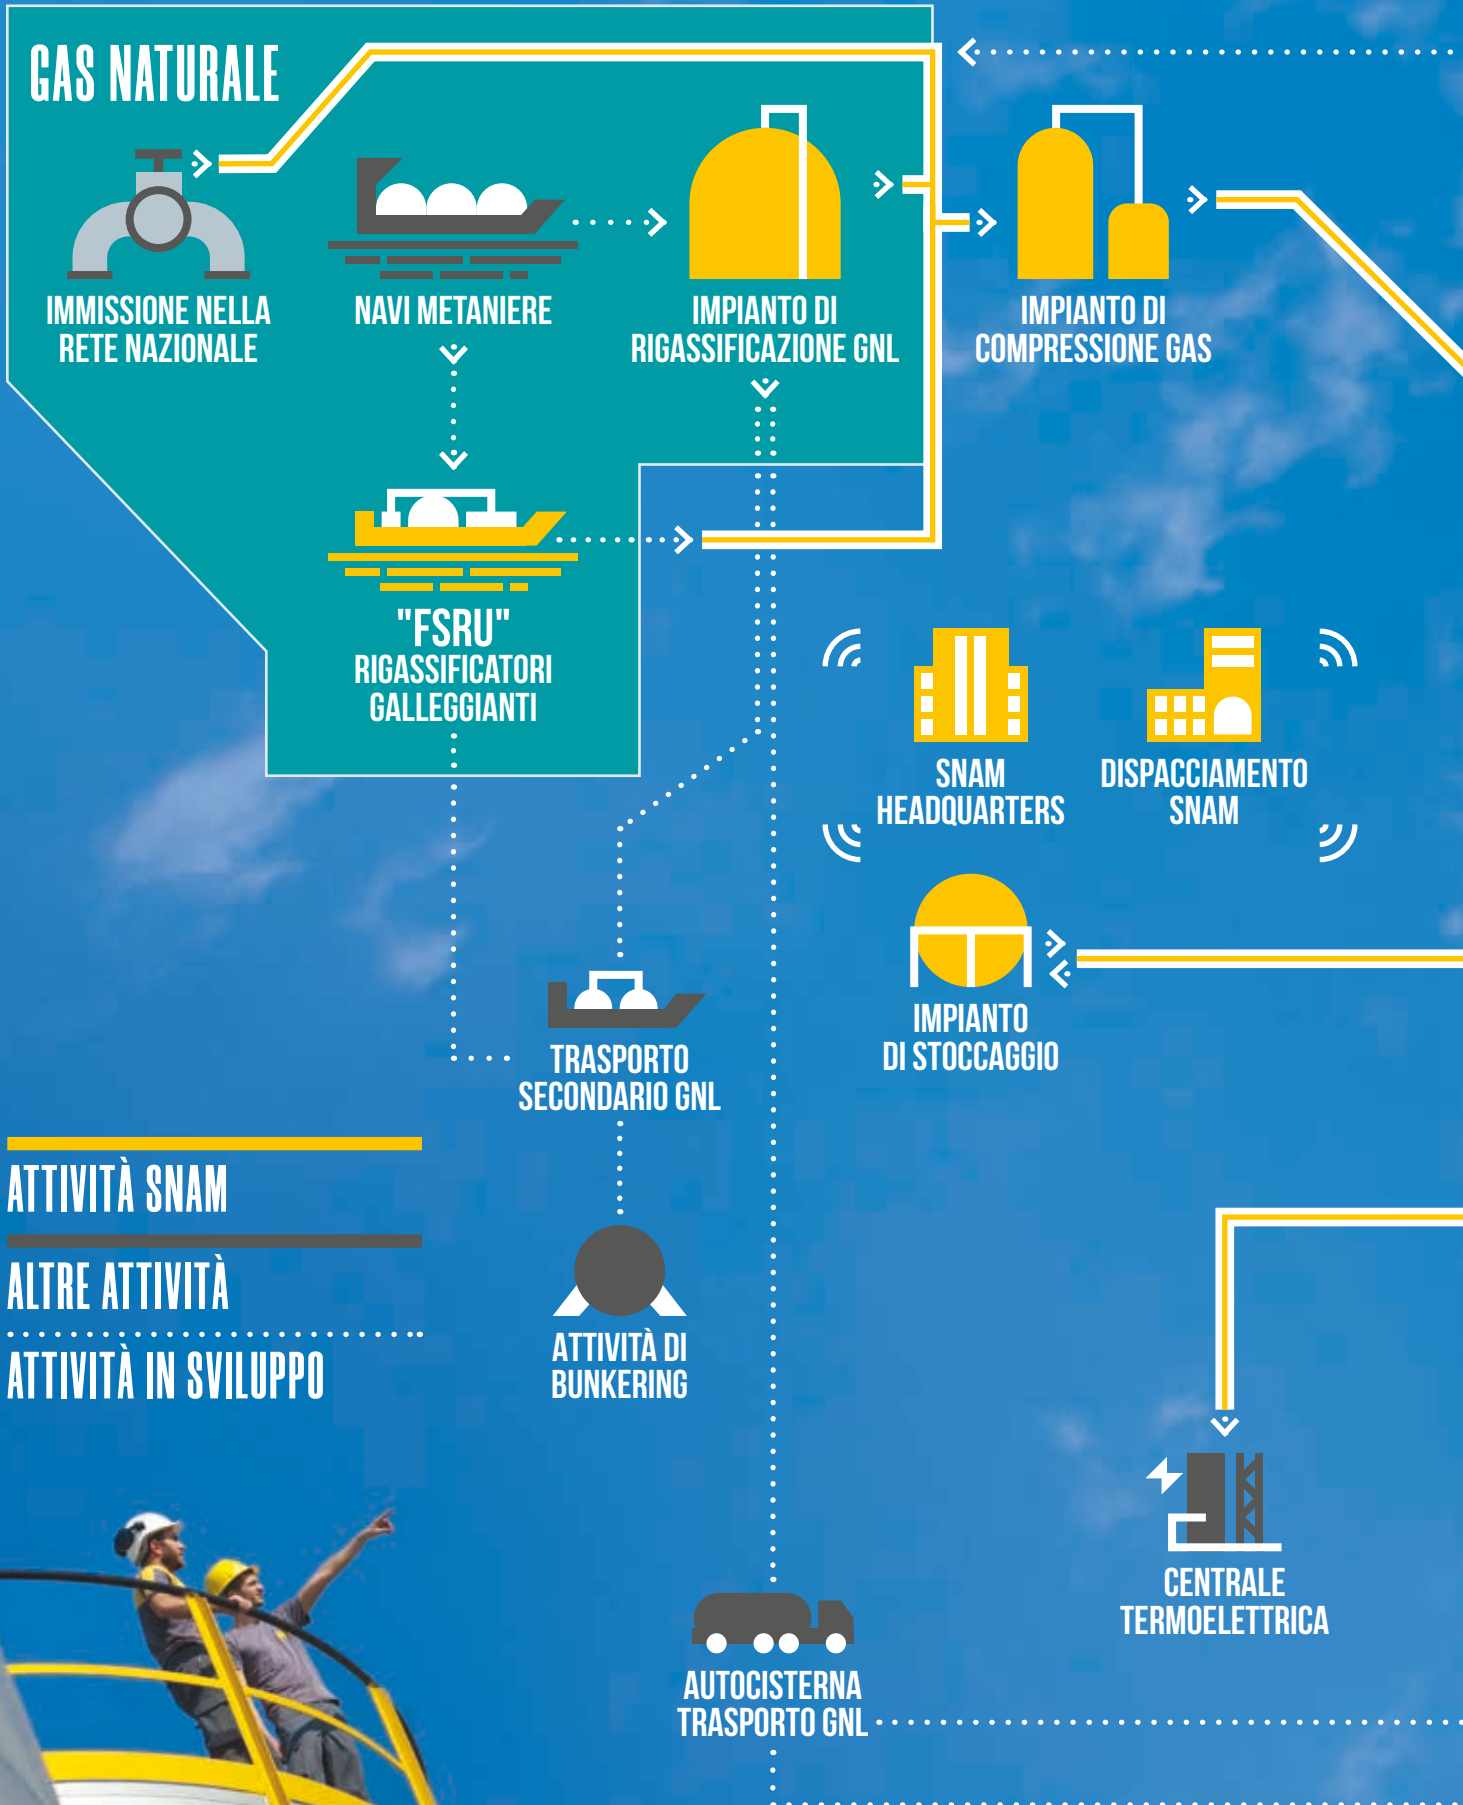 GAS NATURALE
IMMISSIONE NELLA
RETE NAZIONALE
NAVI METANIERE
IMPIANTO DI
RIGASSIFICAZIONE GNL
IMPIANTO DI
COMPRESSIONE GAS
"FSRU"
RIGASSIFICATORI
GALLEGGIANTI
SNAM
HEADQUARTERS
DISPACCIAMENTO
SNAM
IMPIANTO
DI STOCCAGGIO
TRASPORTO
SECONDARIO GNL
ATTIVITÀ SNAM
ALTRE ATTIVITÀ
ATTIVITÀ IN SVILUPPO
ATTIVITÀ DI
BUNKERING
CENTRALE
TERMOELETTRICA
AUTOCISTERNA
TRASPORTO GNL